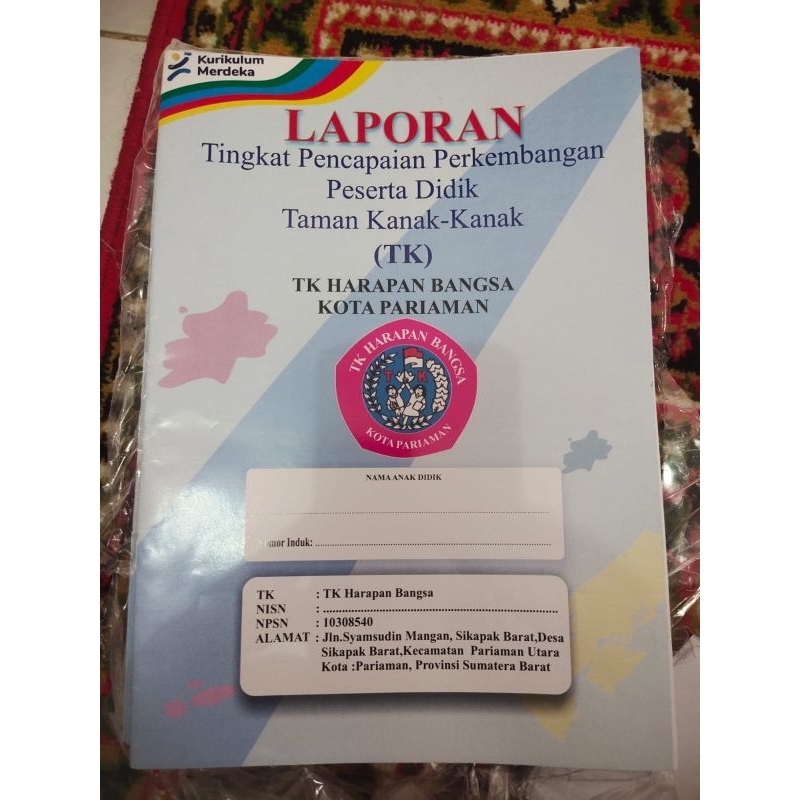 Kurikulum
Merdeka
LAPORAN
Tingkat Pencapaian Perkembangan
Peserta Didik
Taman Kanak-Kanak
(TK)
TK HARAPAN BANGSA
KOTA PARIAMAN
TK HARAPAN BANGSA
T K
KOTA PARIAMAN
NAMA ANAK DIDIK
Induk: ........................................................................
TK : TK Harapan Bangsa
NISN : ...........................................................................
NPSN : 10308540
ALAMAT : Jln.Syamsudin Mangan, Sikapak Barat,Desa
Sikapak Barat,Kecamatan Pariaman Utara
Kota :Pariaman, Provinsi Sumatera Barat